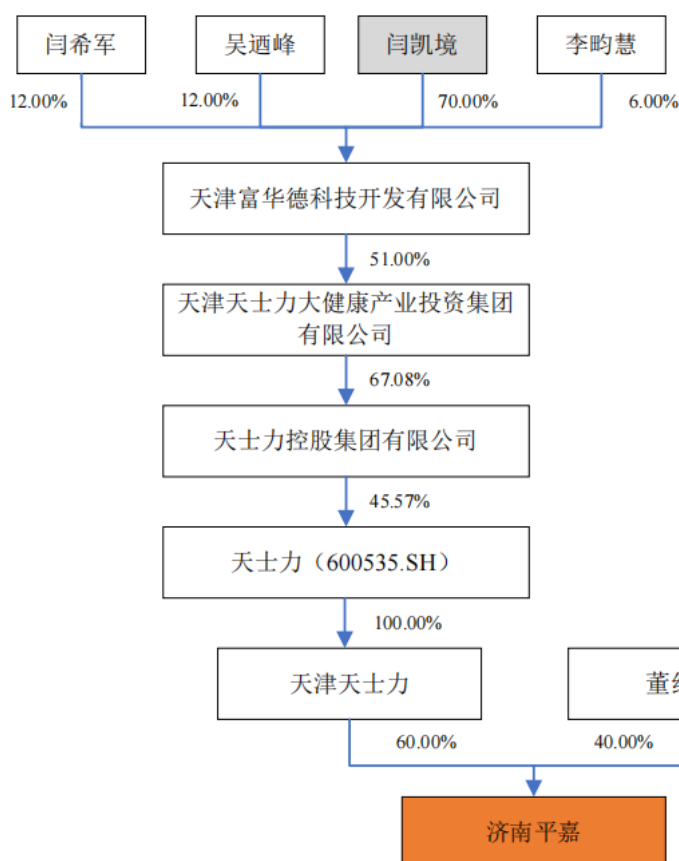 闫希军
吴迺峰
闫凯境
李畇慧
12.00%
12.00%
70.00%
6.00%
天津富华德科技开发有限公司
51.00%
天津天士力大健康产业投资集团
有限公司
67.08%
天士力控股集团有限公司
45.57%
天士力（600535.SH）
100.00%
天津天士力
董
60.00%
40.00%
济南平嘉